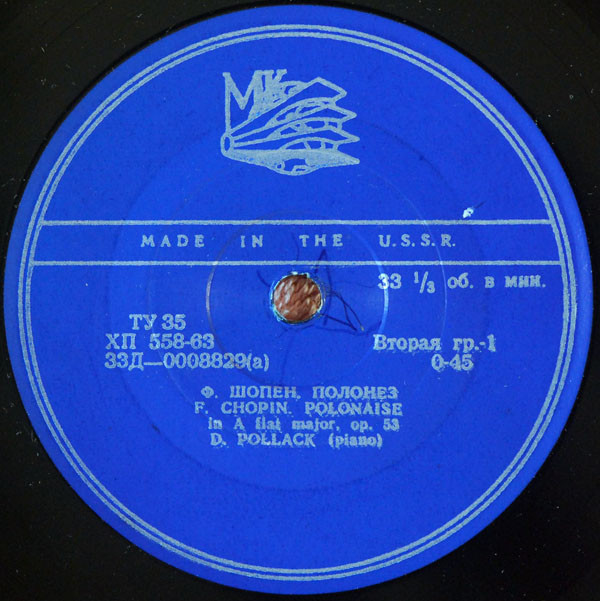 МК
MADE IN THE U.S.S.R.
33 1/3 об. в мин.
ТУ 35
ХП 558-63
33Д—0008829(а)
Вторая гр.-1
0-45
Ф. ШОПЕН. ПОЛОНЕЗ
F. CHOPIN. POLONAISE
in A flat major, op. 53
D. POLLACK (piano)